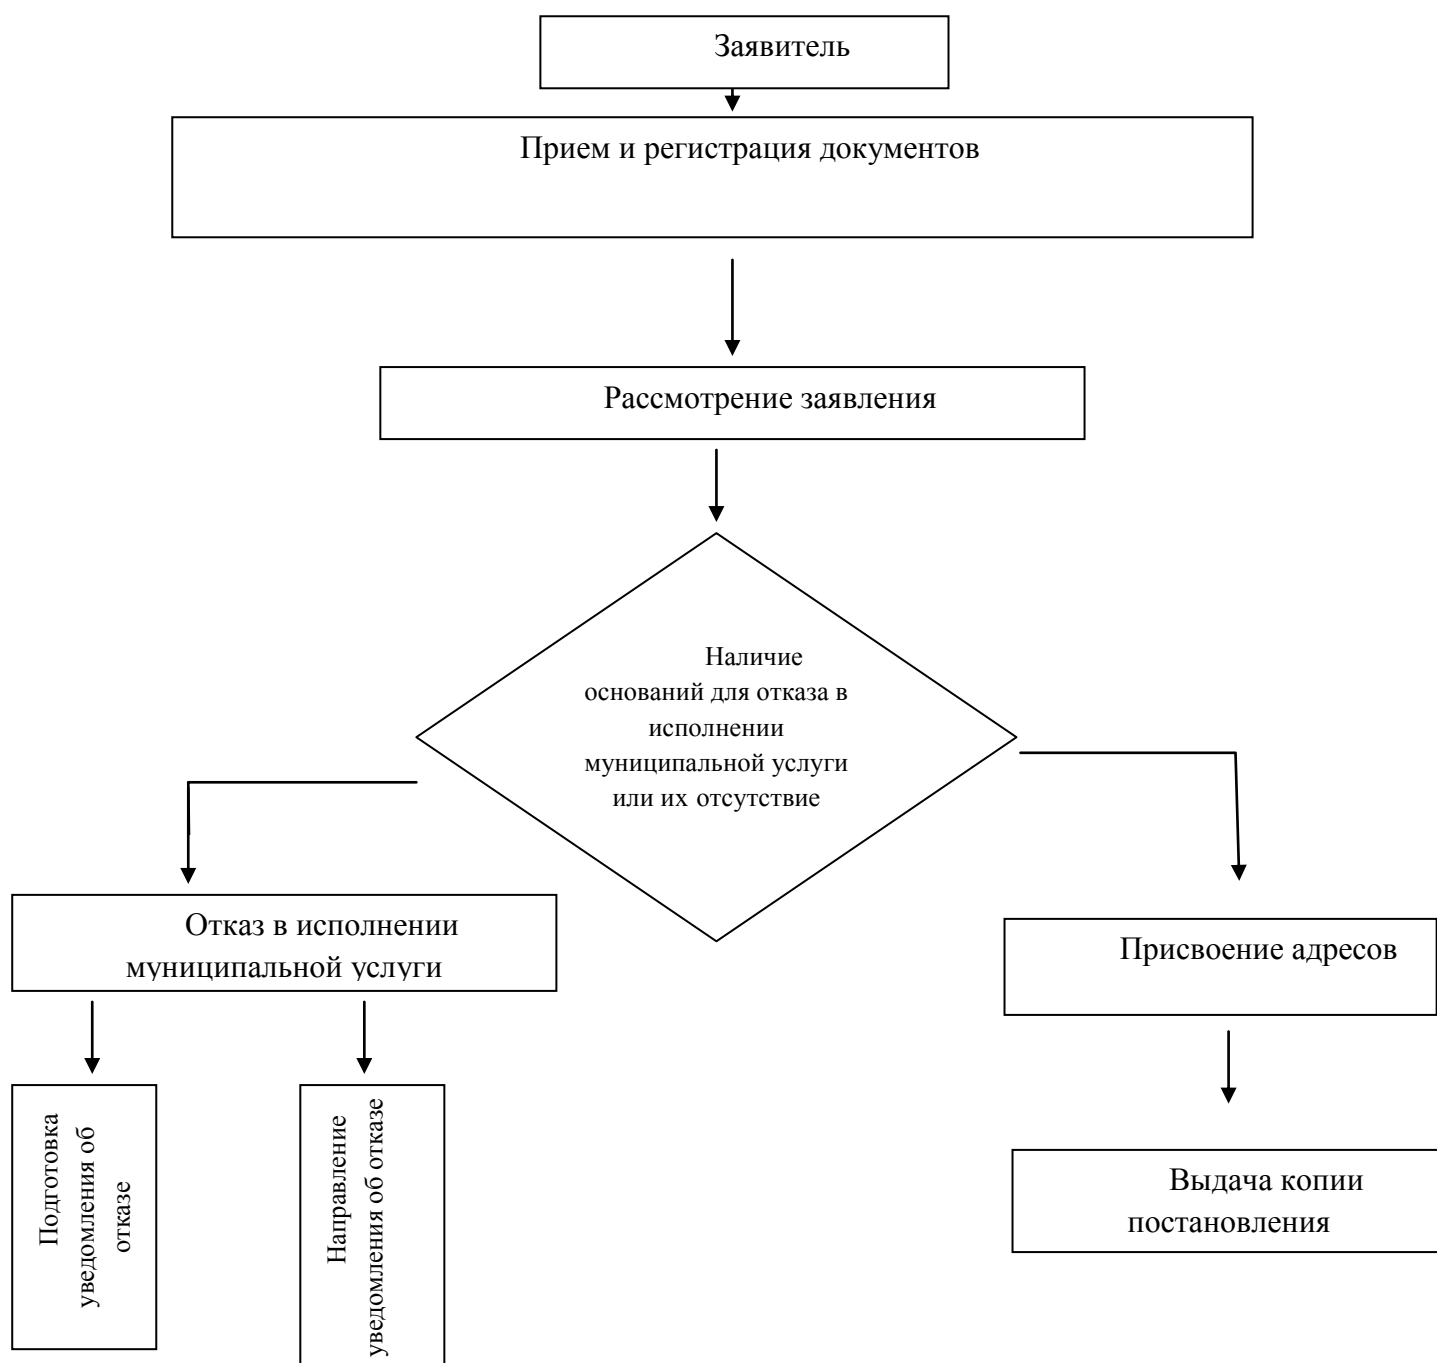 Заявитель
Прием и регистрация документов
Рассмотрение заявления
Наличие
оснований для отказа в
исполнении
муниципальной услуги
или их отсутствие
Отказ в исполнении
муниципальной услуги
Присвоение адресов
Подготовка
уведомления об
отказе
Направление
уведомления об отказе
Выдача копии
постановления